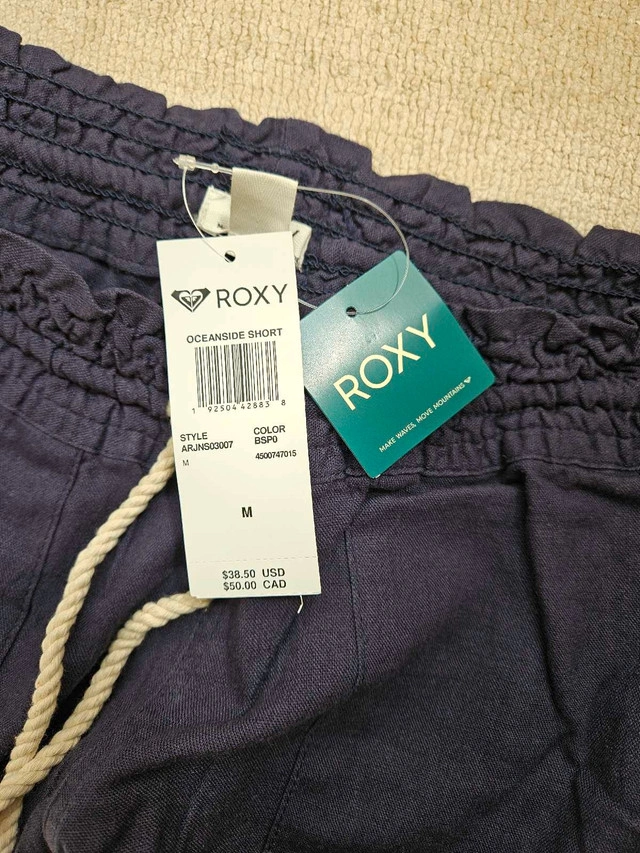 ROXY
OCEANSIDE SHORT
1 92504 42883 8
STYLE COLOR
ARJNS03007 BSP0
M 4500747015
M
$38.50 USD
$50.00 CAD
ROXY
MAKE WAVES, MOVE MOUNTAINS